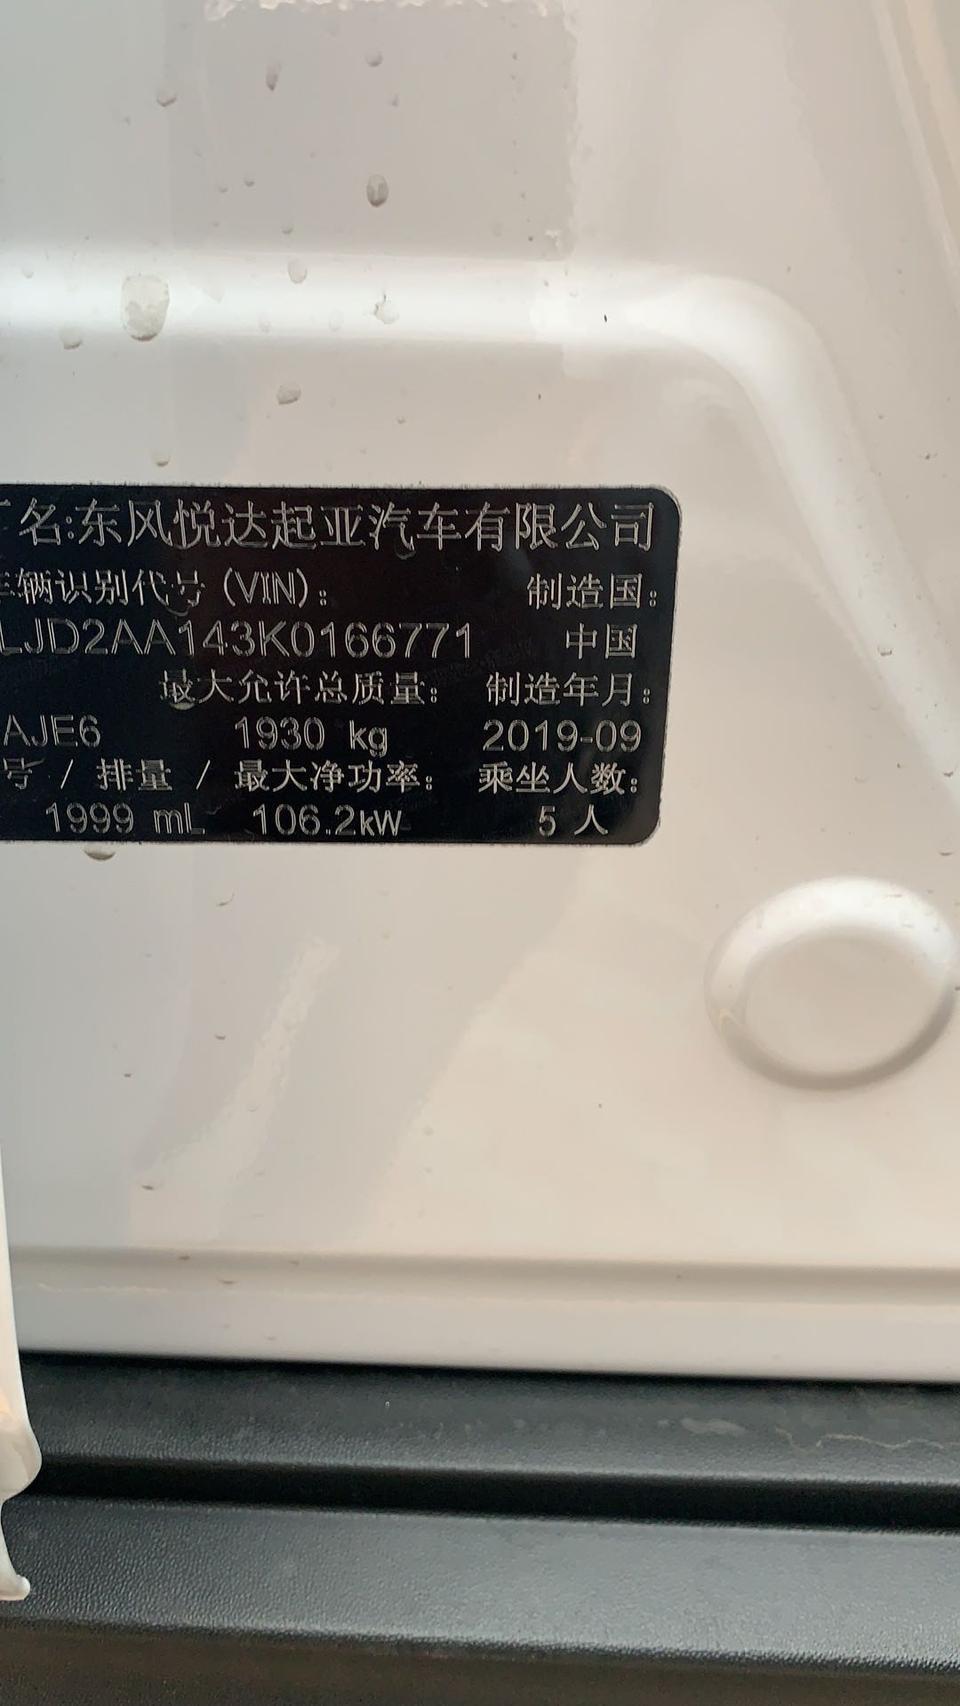 名:东风悦达起亚汽车有限公司
车辆识别代号 (VIN): 制造国:
LJD2AA143K0166771 中国
最大允许总质量: 制造年月:
AJE6 1930 kg 2019-09
号 / 排量 / 最大净功率: 乘坐人数:
1999 mL 106.2kW 5 人